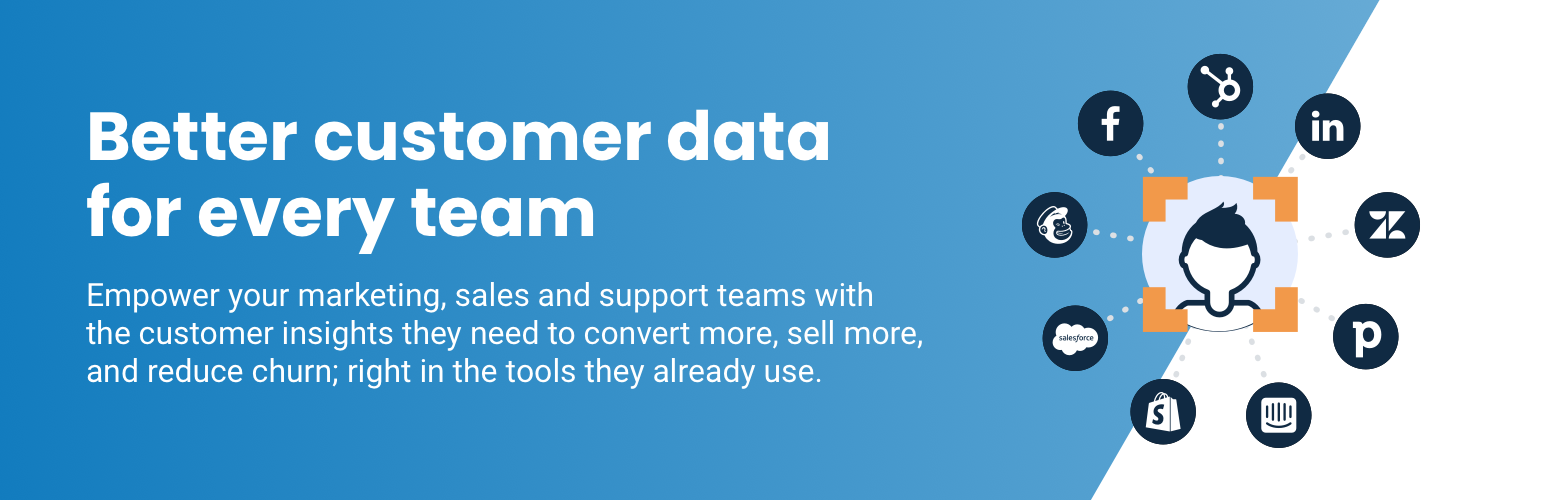 Better customer data
for every team
Empower your marketing, sales and support teams with
the customer insights they need to convert more, sell more,
and reduce churn; right in the tools they already use.
f
in
salesforce
p
S